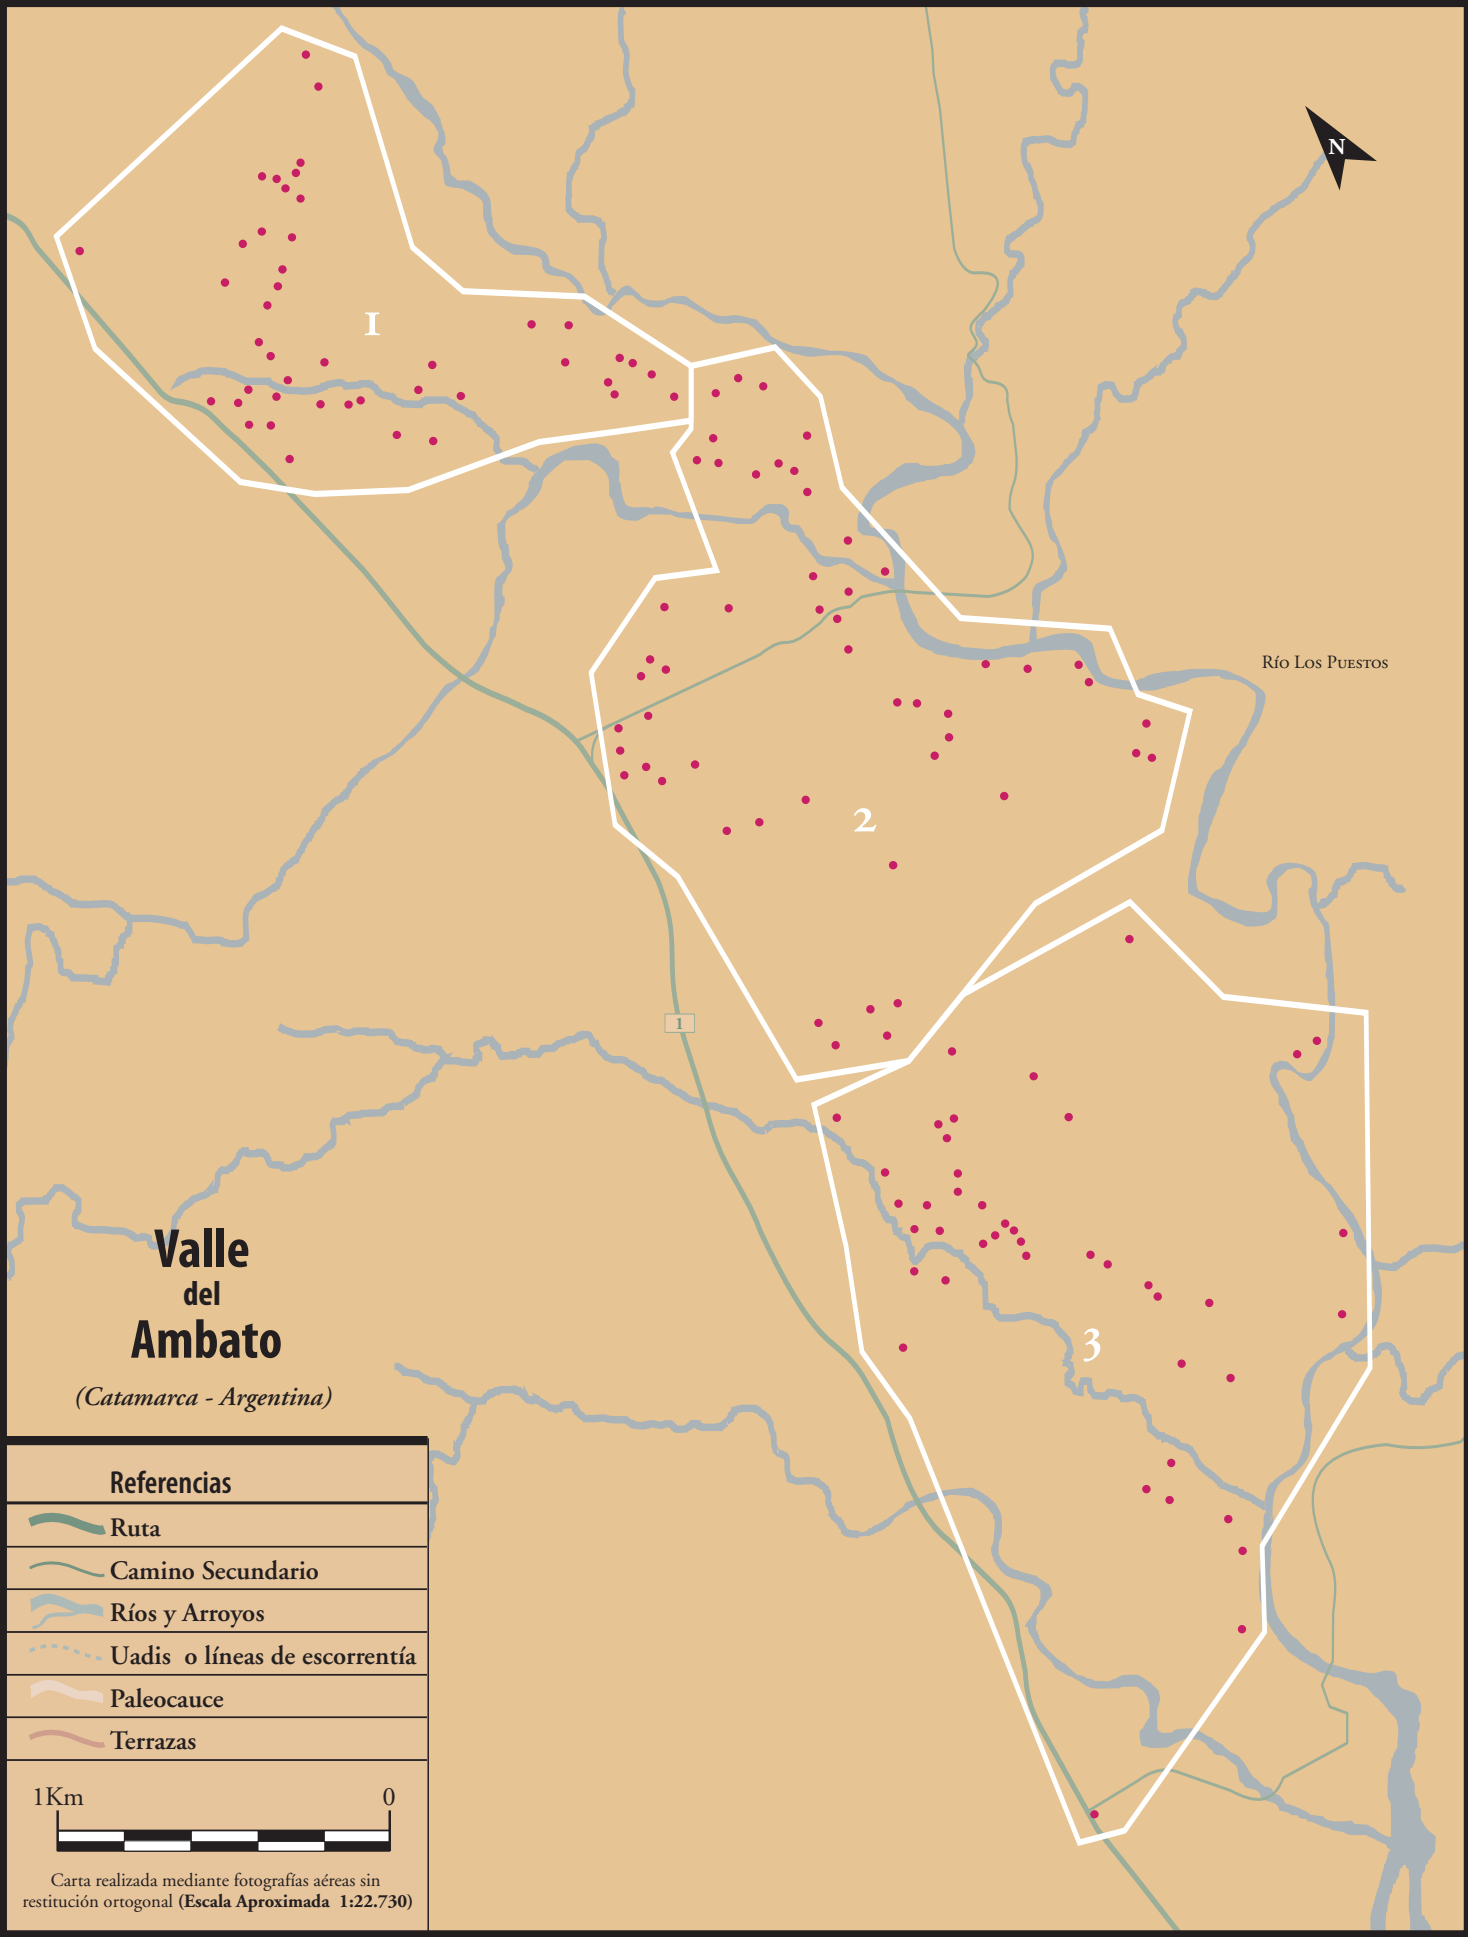 N
1
Río Los Puestos
2
1
3
Valle
del
Ambato
(Catamarca - Argentina)
Referencias
Ruta
Camino Secundario
Ríos y Arroyos
Uadis o líneas de escorrentía
Paleocauce
Terrazas
1Km 0
Carta realizada mediante fotografías aéreas sin
restitución ortogonal (Escala Aproximada 1:22.730)